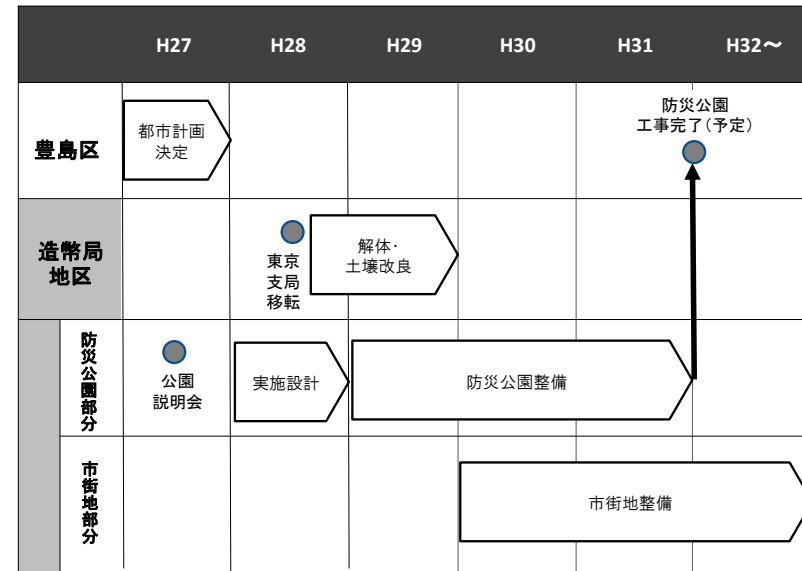 H27 H28 H29 H30 H31 H32～
豊島区
都市計画
決定
防災公園
工事完了(予定)
造幣局
地区
東京
支局
移転
解体・
土壌改良
防災公園部分
公園
説明会
実施設計
防災公園整備
市街地部分
市街地整備